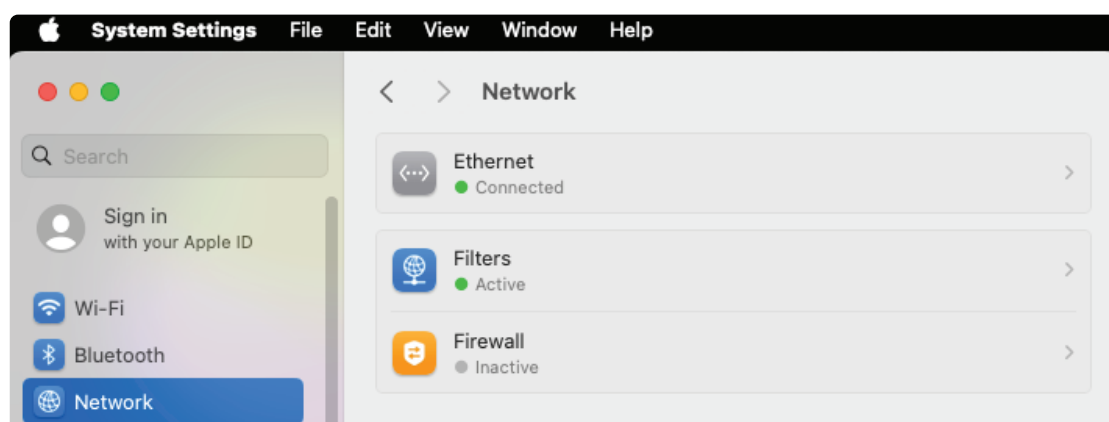 System Settings File Edit View Window Help
Network
Search
Sign in
with your Apple ID
Wi-Fi
Bluetooth
Network
Ethernet
Connected
Filters
Active
Firewall
Inactive